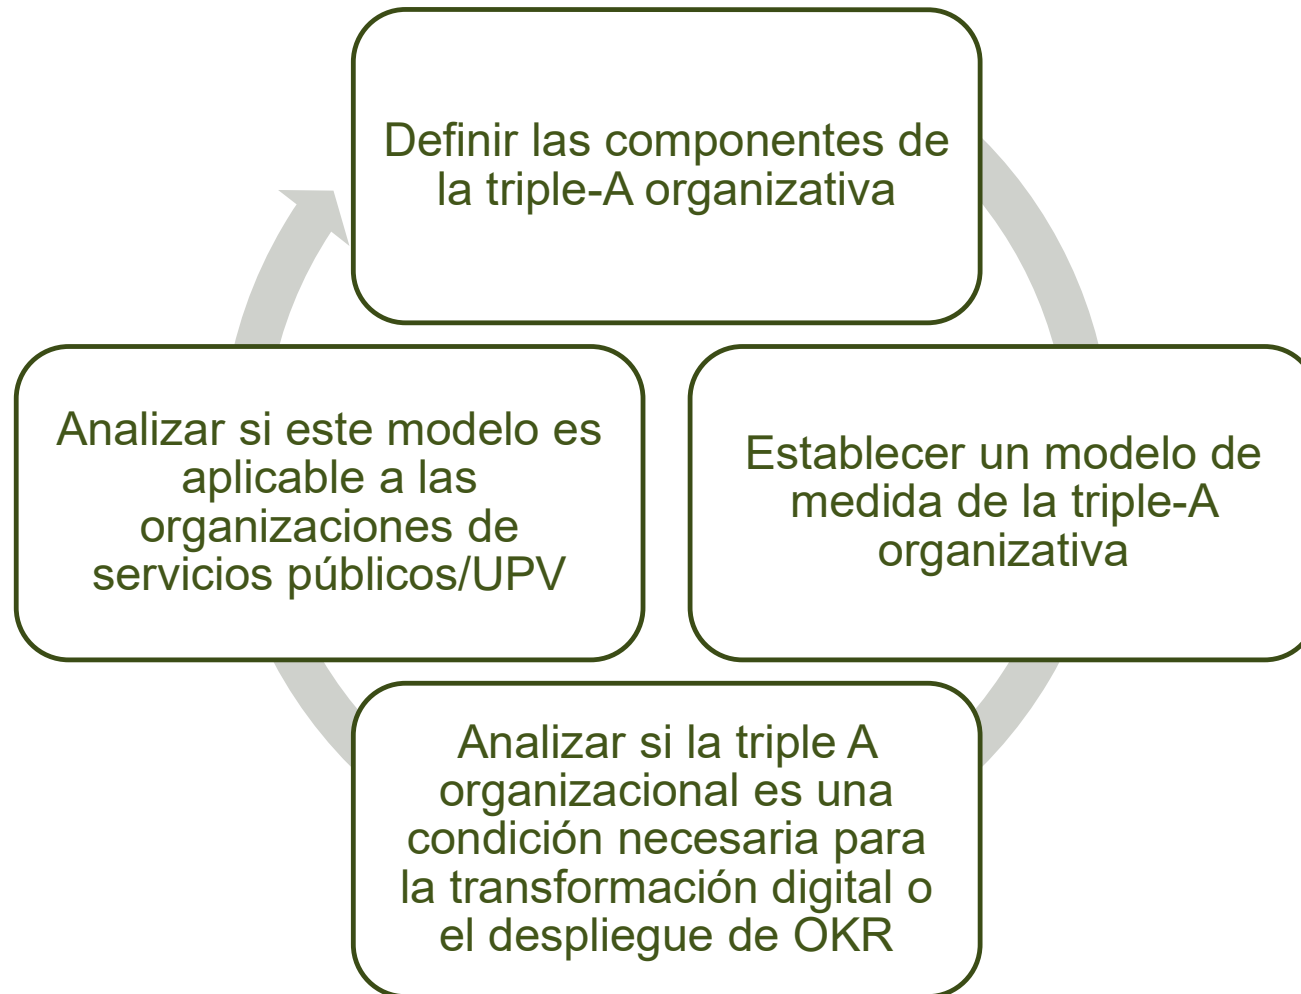 Definir las componentes de
la triple-A organizativa
Establecer un modelo de
medida de la triple-A
organizativa
Analizar si la triple A
organizacional es una
condición necesaria para
la transformación digital o
el despliegue de OKR
Analizar si este modelo es
aplicable a las
organizaciones de
servicios públicos/UPV